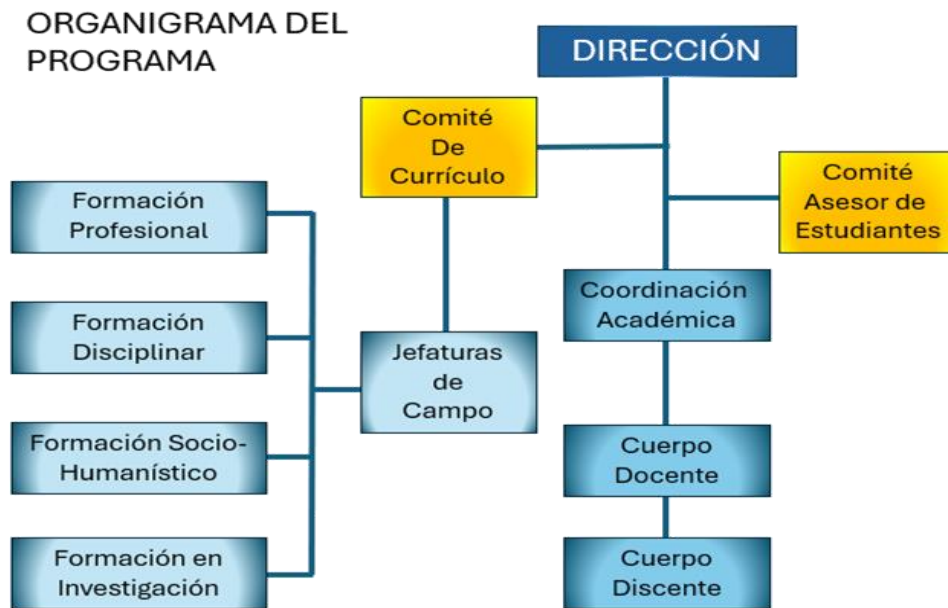 ORGANIGRAMA DEL
PROGRAMA
DIRECCIÓN
Comité
De
Currículo
Comité
Asesor de
Estudiantes
Formación
Profesional
Formación
Disciplinar
Formación Socio-
Humanístico
Formación en
Investigación
Jefaturas
de
Campo
Coordinación
Académica
Cuerpo
Docente
Cuerpo
Discente